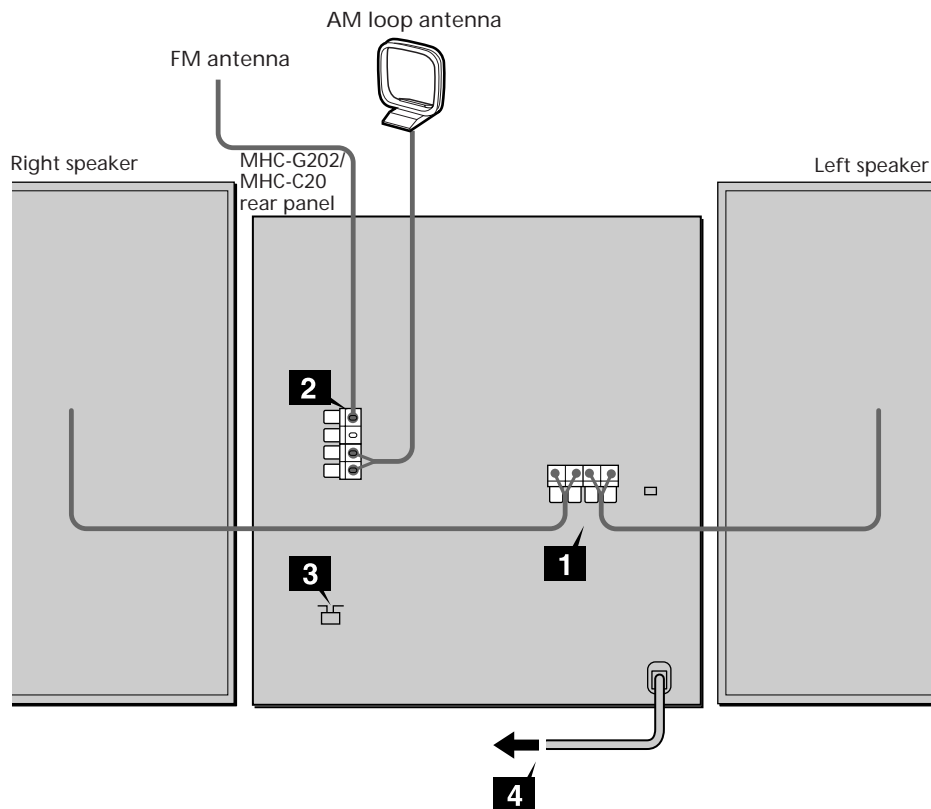 AM loop antenna
FM antenna
Right speaker
MHC-G202/
MHC-C20
rear panel
Left speaker
2
1
3
4